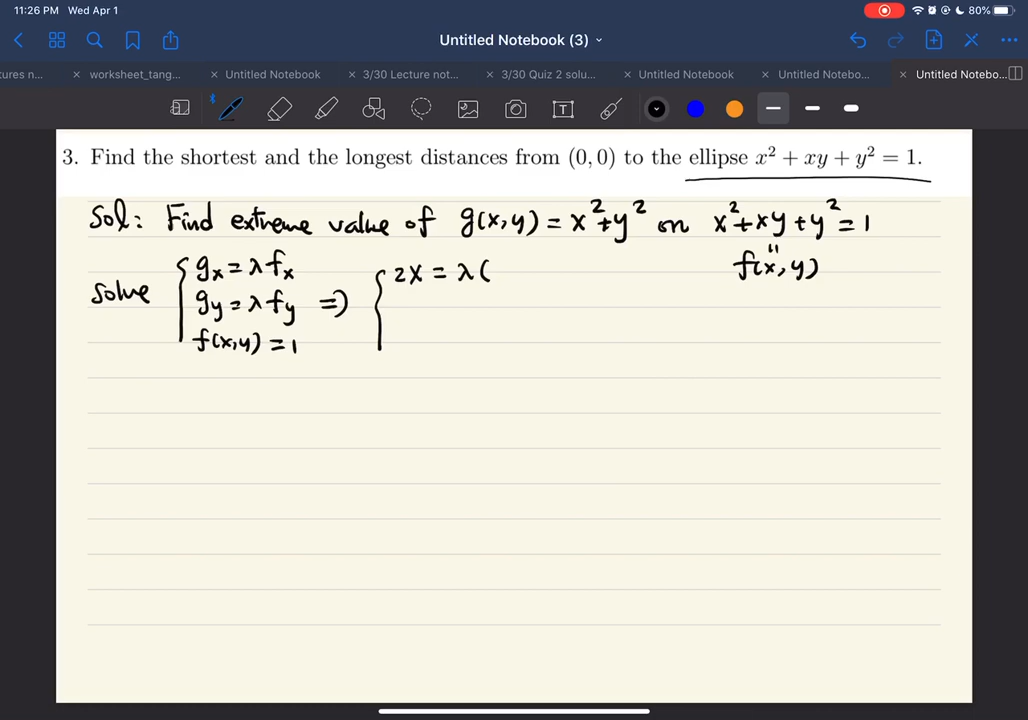 11:26 PM Wed Apr 1 80%
Untitled Notebook (3)
tures n... × worksheet_tang... × Untitled Notebook × 3/30 Lecture not... × 3/30 Quiz 2 solu... × Untitled Notebook × Untitled Notebo... × Untitled Notebo...
3. Find the shortest and the longest distances from (0, 0) to the ellipse x² + xy + y² = 1.
Sol: Find extreme value of g(x,y) = x²+y² on x²+xy+y² = 1
"
f(x,y)
Solve { gx = λfx
gy = λfy
f(x,y) = 1
⇒ { 2x = λ(